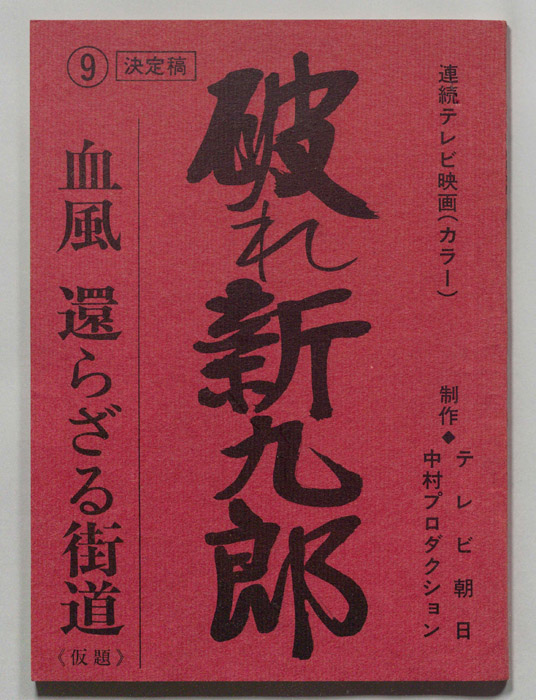 連続テレビ映画(カラー)
制作◆テレビ朝日
中村プロダクション
破れ新九郎
⑨ 決定稿
血風 還らざる街道
《仮題》